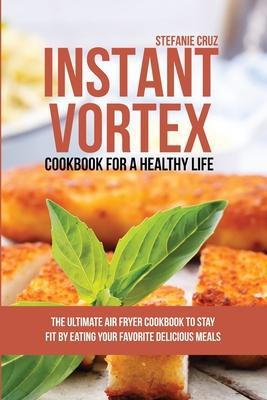 STEFANIE CRUZ
INSTANT
VORTEX
COOKBOOK FOR A HEALTHY LIFE
THE ULTIMATE AIR FRYER COOKBOOK TO STAY
FIT BY EATING YOUR FAVORITE DELICIOUS MEALS